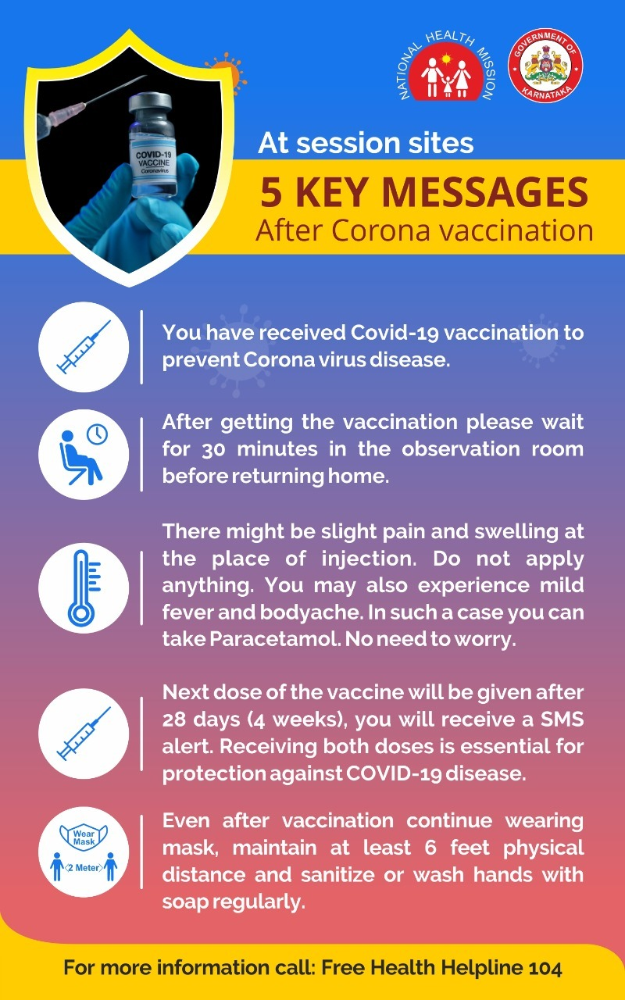 NATIONAL HEALTH MISSION
GOVERNMENT OF
KARNATAKA
COVID-19
VACCINE
Coronavirus
At session sites
5 KEY MESSAGES
After Corona vaccination
You have received Covid-19 vaccination to
prevent Corona virus disease.
After getting the vaccination please wait
for 30 minutes in the observation room
before returning home.
There might be slight pain and swelling at
the place of injection. Do not apply
anything. You may also experience mild
fever and bodyache. In such a case you can
take Paracetamol. No need to worry.
Next dose of the vaccine will be given after
28 days (4 weeks), you will receive a SMS
alert. Receiving both doses is essential for
protection against COVID-19 disease.
Wear
Mask
2 Meter
Even after vaccination continue wearing
mask, maintain at least 6 feet physical
distance and sanitize or wash hands with
soap regularly.
For more information call: Free Health Helpline 104